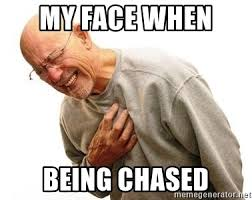 MY FACE WHEN
BEING CHASED
memegenerator.net